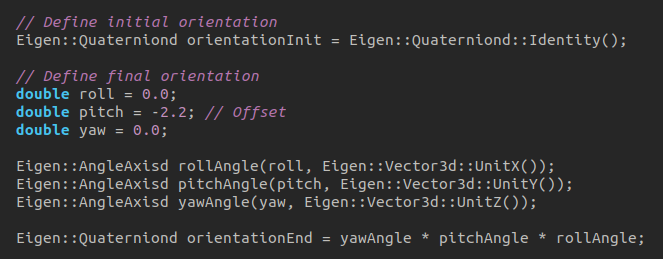 // Define initial orientation
Eigen::Quaterniond orientationInit = Eigen::Quaterniond::Identity();
// Define final orientation
double roll = 0.0;
double pitch = -2.2; // Offset
double yaw = 0.0;
Eigen::AngleAxisd rollAngle(roll, Eigen::Vector3d::UnitX());
Eigen::AngleAxisd pitchAngle(pitch, Eigen::Vector3d::UnitY());
Eigen::AngleAxisd yawAngle(yaw, Eigen::Vector3d::UnitZ());
Eigen::Quaterniond orientationEnd = yawAngle * pitchAngle * rollAngle;